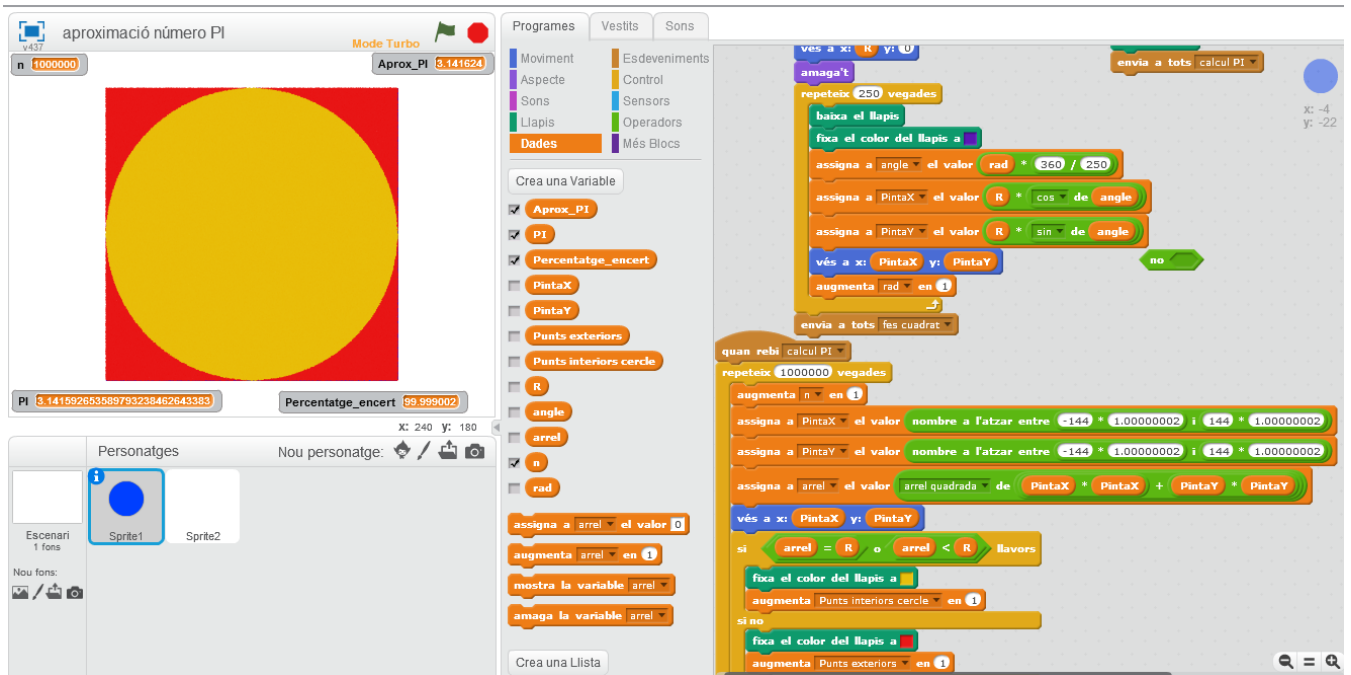 aproximació número PI
v437
Mode Turbo
n 1000000
Aprox_PI 3.141624
PI 3.1415926535897932384626433​83
Percentatge_encert 99.999002
X: 240 y: 180
Personatges
Nou personatge:
Escenari
1 fons
Sprite1
Sprite2
Nou fons:
Programes
Vestits
Sons
Moviment
Esdeveniments
Aspecte
Control
Sons
Sensors
Llapis
Operadors
Dades
Més Blocs
Crea una Variable
Aprox_PI
PI
Percentatge_encert
PintaX
PintaY
Punts exteriors
Punts interiors cercle
R
angle
arrel
n
rad
assigna a arrel el valor 0
augmenta arrel en 1
mostra la variable arrel
amaga la variable arrel
Crea una Llista
vés a x: R y: 0
amaga't
repeteix 250 vegades
baixa el llapis
fixa el color del llapis a
assigna a angle el valor rad * 360 / 250
assigna a PintaX el valor R * cos de angle
assigna a PintaY el valor R * sin de angle
vés a x: PintaX y: PintaY
augmenta rad en 1
envia a tots fes cuadrat
envia a tots calcul PI
x: -4
y: -22
no
quan rebi calcul PI
repeteix 1000000 vegades
augmenta n en 1
assigna a PintaX el valor nombre a l'atzar entre -144 * 1.00000002 i 144 * 1.00000002
assigna a PintaY el valor nombre a l'atzar entre -144 * 1.00000002 i 144 * 1.00000002
assigna a arrel el valor arrel quadrada de PintaX * PintaX + PintaY * PintaY
vés a x: PintaX y: PintaY
si arrel = R o arrel < R llavors
fixa el color del llapis a
augmenta Punts interiors cercle en 1
si no
fixa el color del llapis a
augmenta Punts exteriors en 1